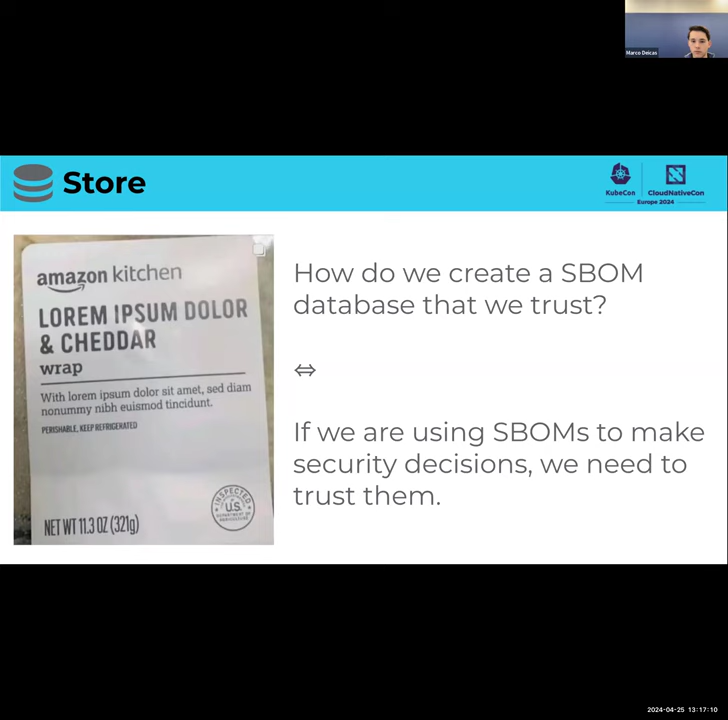 Marco Deicas
Store
KubeCon
CloudNativeCon
Europe 2024
amazon kitchen
LOREM IPSUM DOLOR
& CHEDDAR
wrap
With lorem ipsum dolor sit amet, sed diam
nonummy nibh euismod tincidunt.
PERISHABLE, KEEP REFRIGERATED
NET WT 11.3 OZ (321g)
INSPECTED
U.S.
DEPARTMENT OF
AGRICULTURE
How do we create a SBOM
database that we trust?
⇔
If we are using SBOMs to make
security decisions, we need to
trust them.
2024-04-25 13:17:10